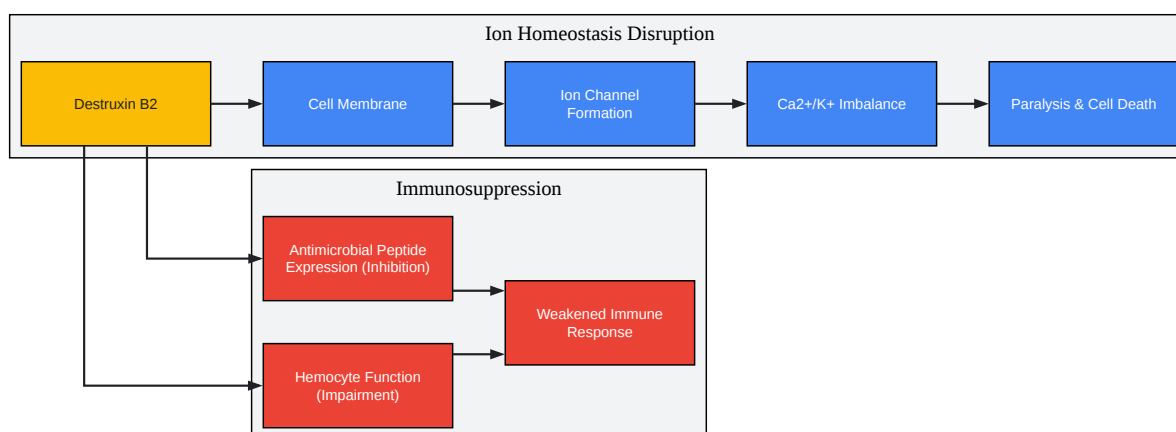 Ion Homeostasis Disruption
Destruxin B2
Cell Membrane
Ion Channel
Formation
Ca2+/K+ Imbalance
Paralysis & Cell Death
Immunosuppression
Antimicrobial Peptide
Expression (Inhibition)
Weakened Immune
Response
Hemocyte Function
(Impairment)